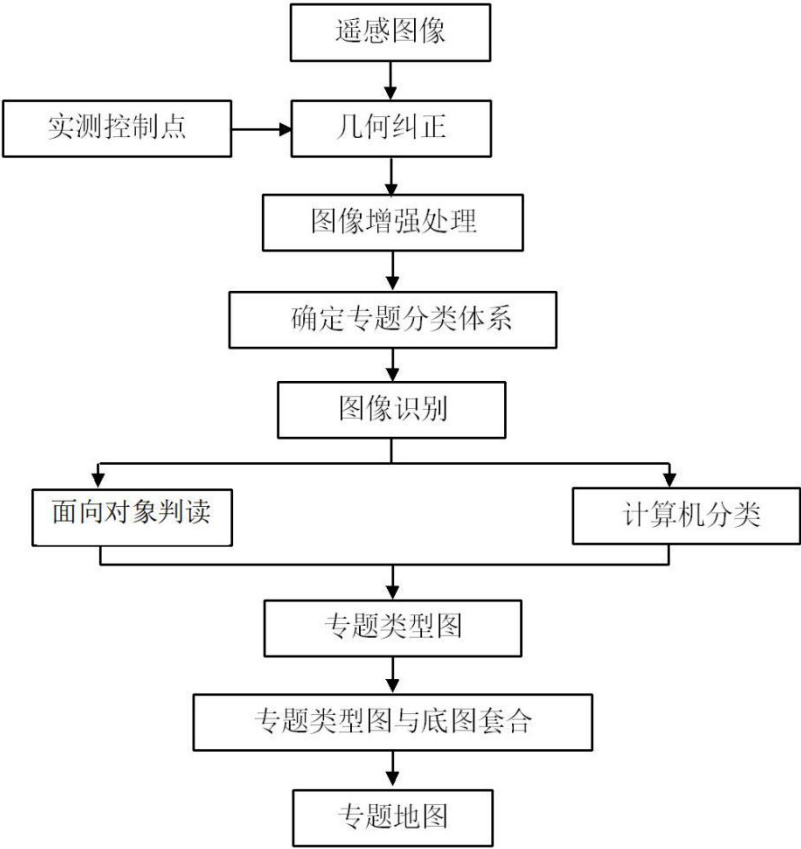 遥感图像
实测控制点
几何纠正
图像增强处理
确定专题分类体系
图像识别
面向对象判读
计算机分类
专题类型图
专题类型图与底图套合
专题地图